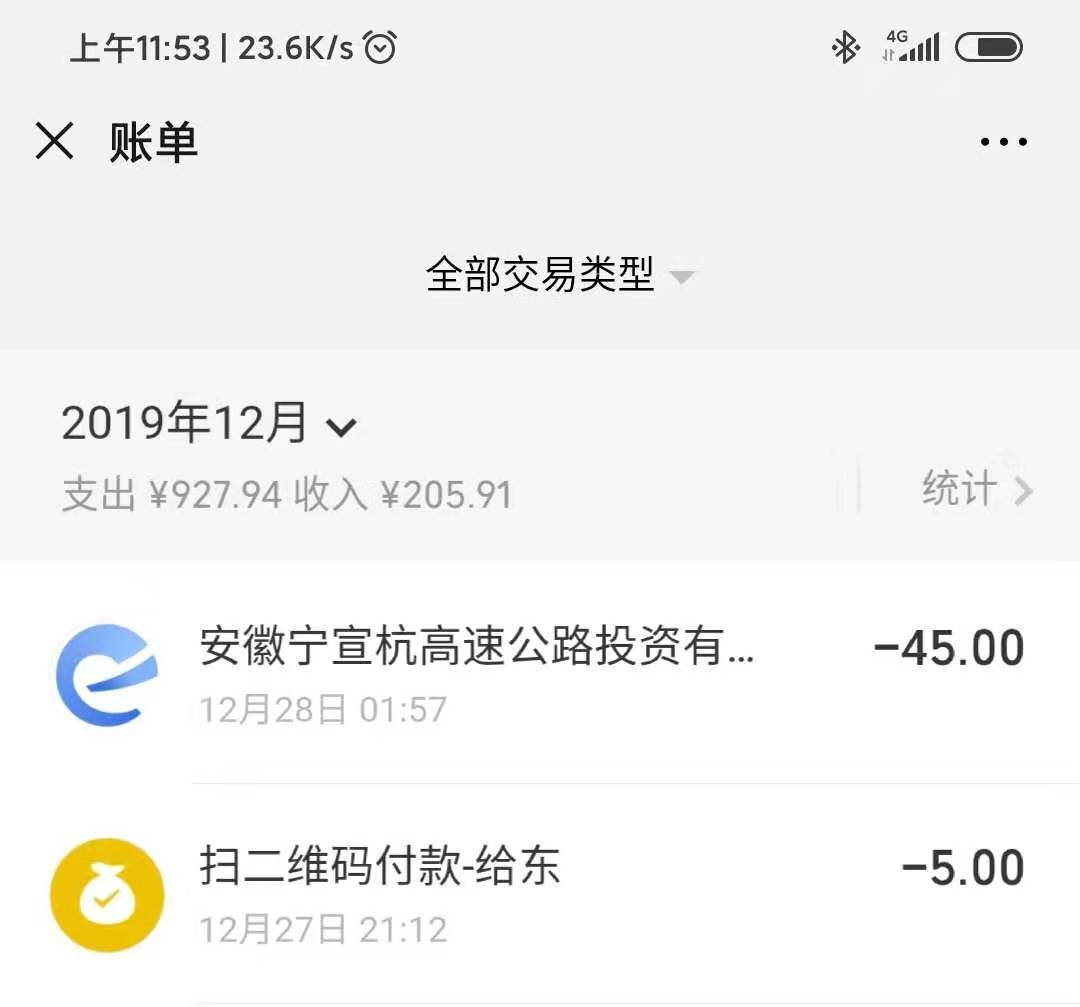 上午11:53 | 23.6K/s
4G
账单
全部交易类型
2019年12月
支出 ¥927.94 收入 ¥205.91
统计
安徽宁宣杭高速公路投资有... -45.00
12月28日 01:57
扫二维码付款-给东 -5.00
12月27日 21:12